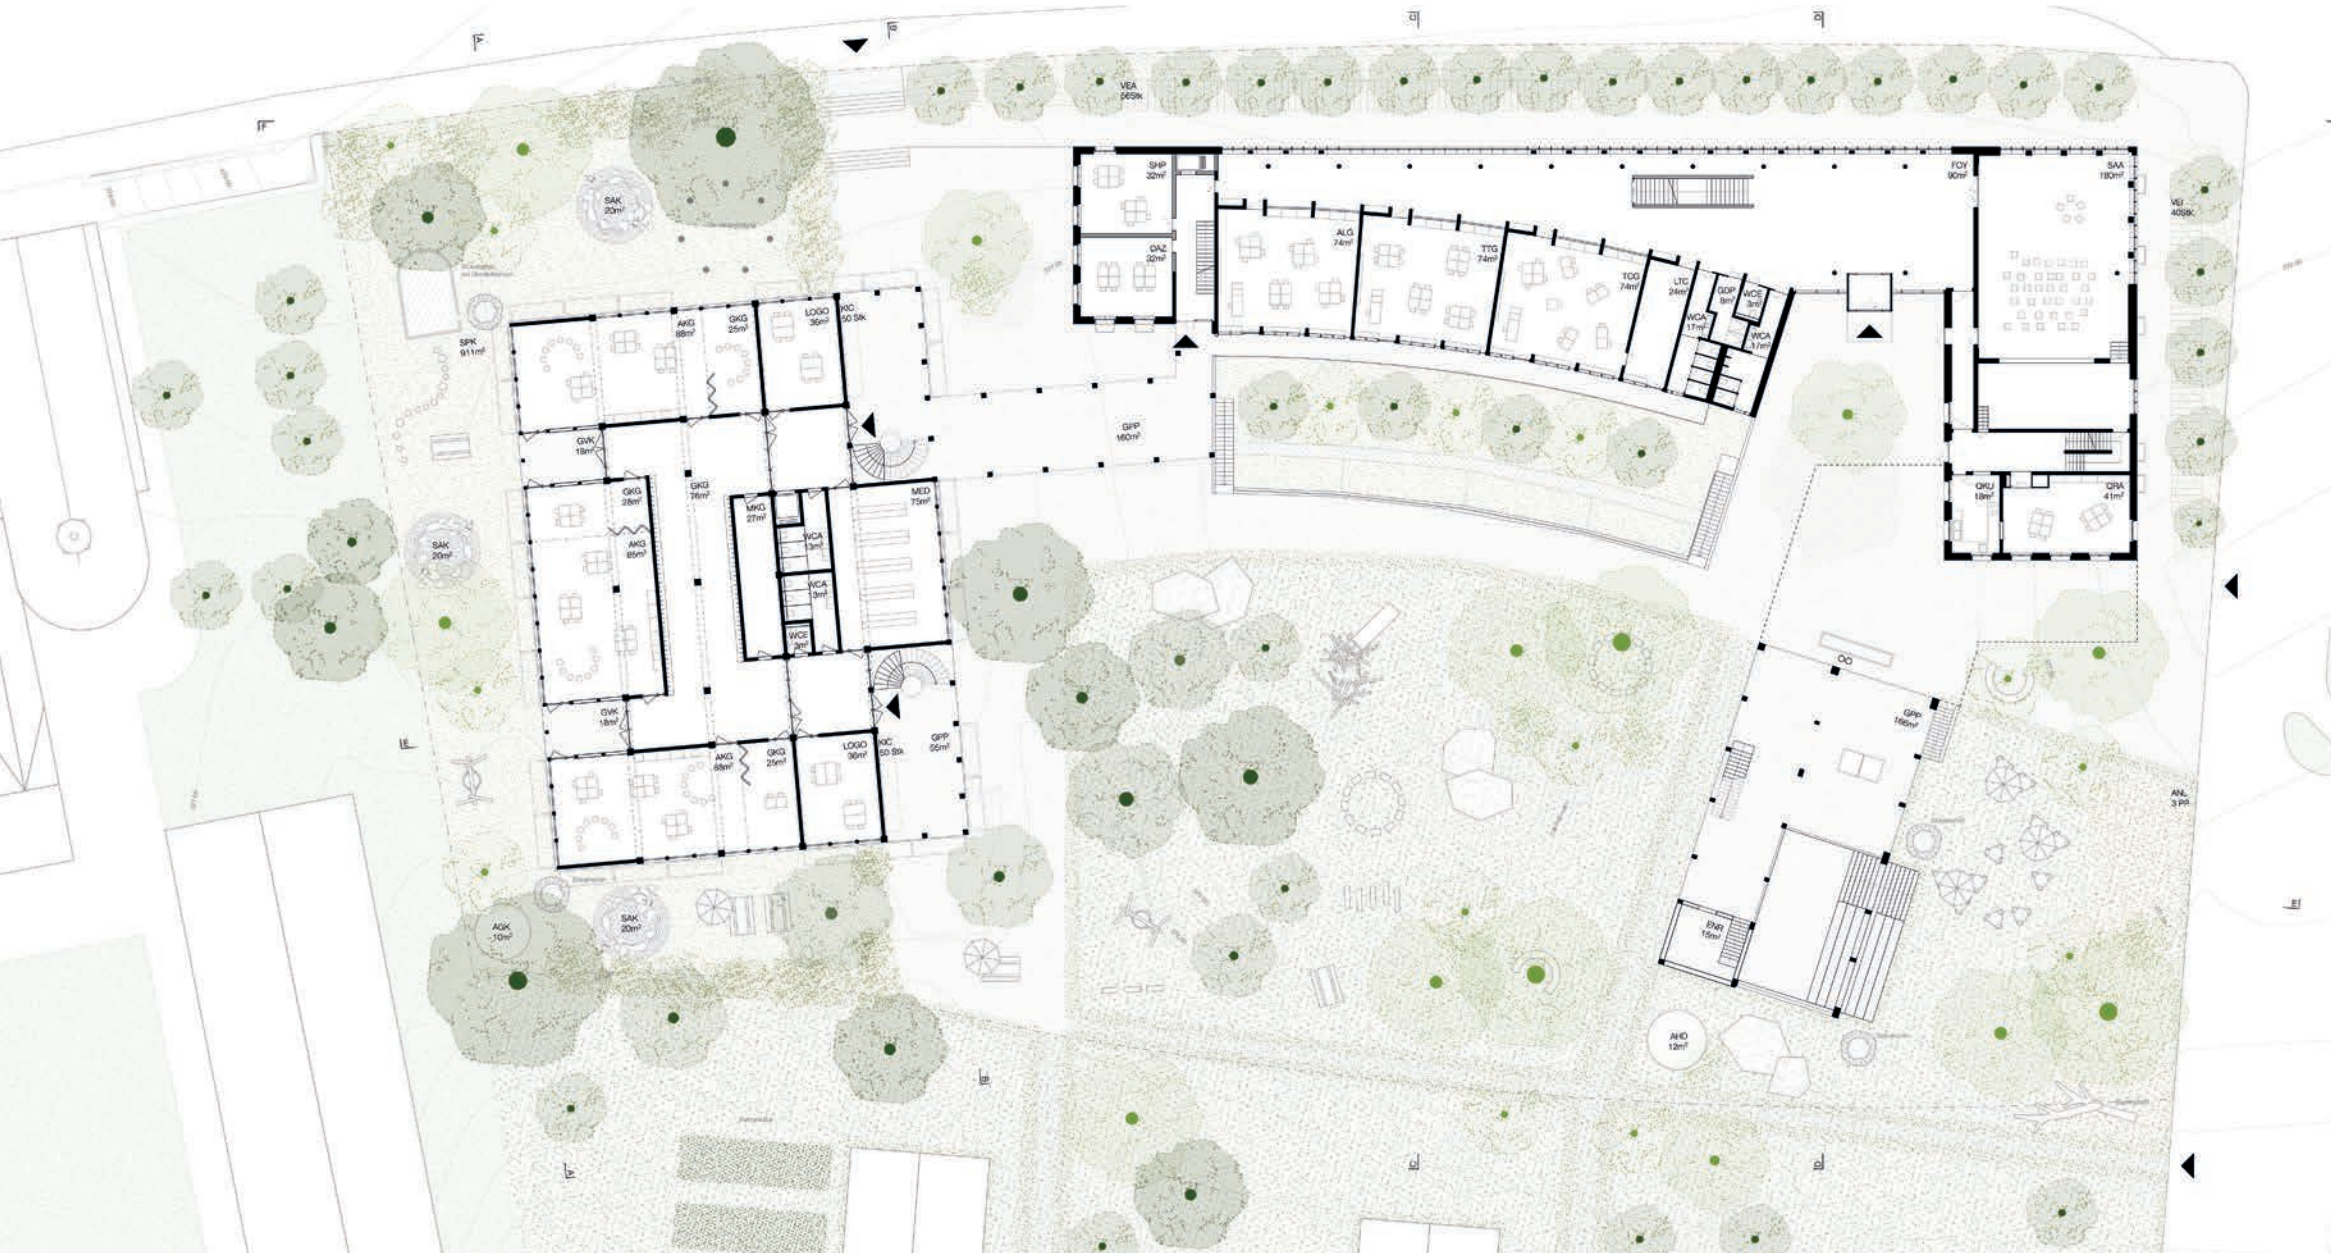 A
B
C
D
F
VEA
56Stk
SHP
32m²
FOY
90m²
SAA
180m²
SAK
20m²
VEI
40Stk
DAZ
32m²
ALG
74m²
TTG
74m²
TCG
74m²
LTC
24m²
GDP
8m²
WCE
3m²
WCA
17m²
WCA
17m²
SPK
911m²
AKG
88m²
GKG
25m²
LOGO
36m²
KIC
50 Stk
GVK
18m²
GPP
160m²
GKG
28m²
GKG
76m²
MKG
27m²
MED
75m²
QKU
18m²
QRA
41m²
SAK
20m²
AKG
85m²
WCA
13m²
WCA
13m²
WCE
3m²
GVK
18m²
E
AKG
88m²
GKG
25m²
LOGO
36m²
KIC
50 Stk
GPP
55m²
GPP
166m²
ANL
3 PP
E
AGK
10m²
SAK
20m²
ENR
15m²
AHD
12m²
B
A
C
D